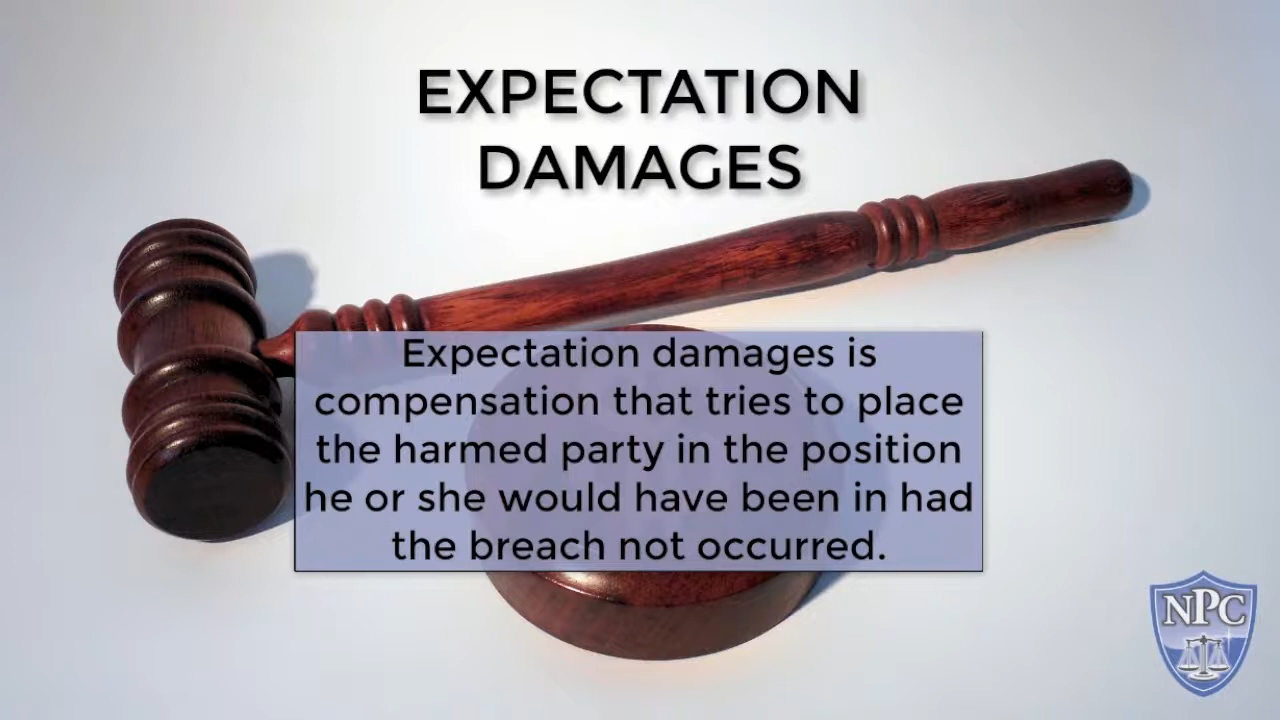 EXPECTATION
DAMAGES
Expectation damages is
compensation that tries to place
the harmed party in the position
he or she would have been in had
the breach not occurred.
NPC